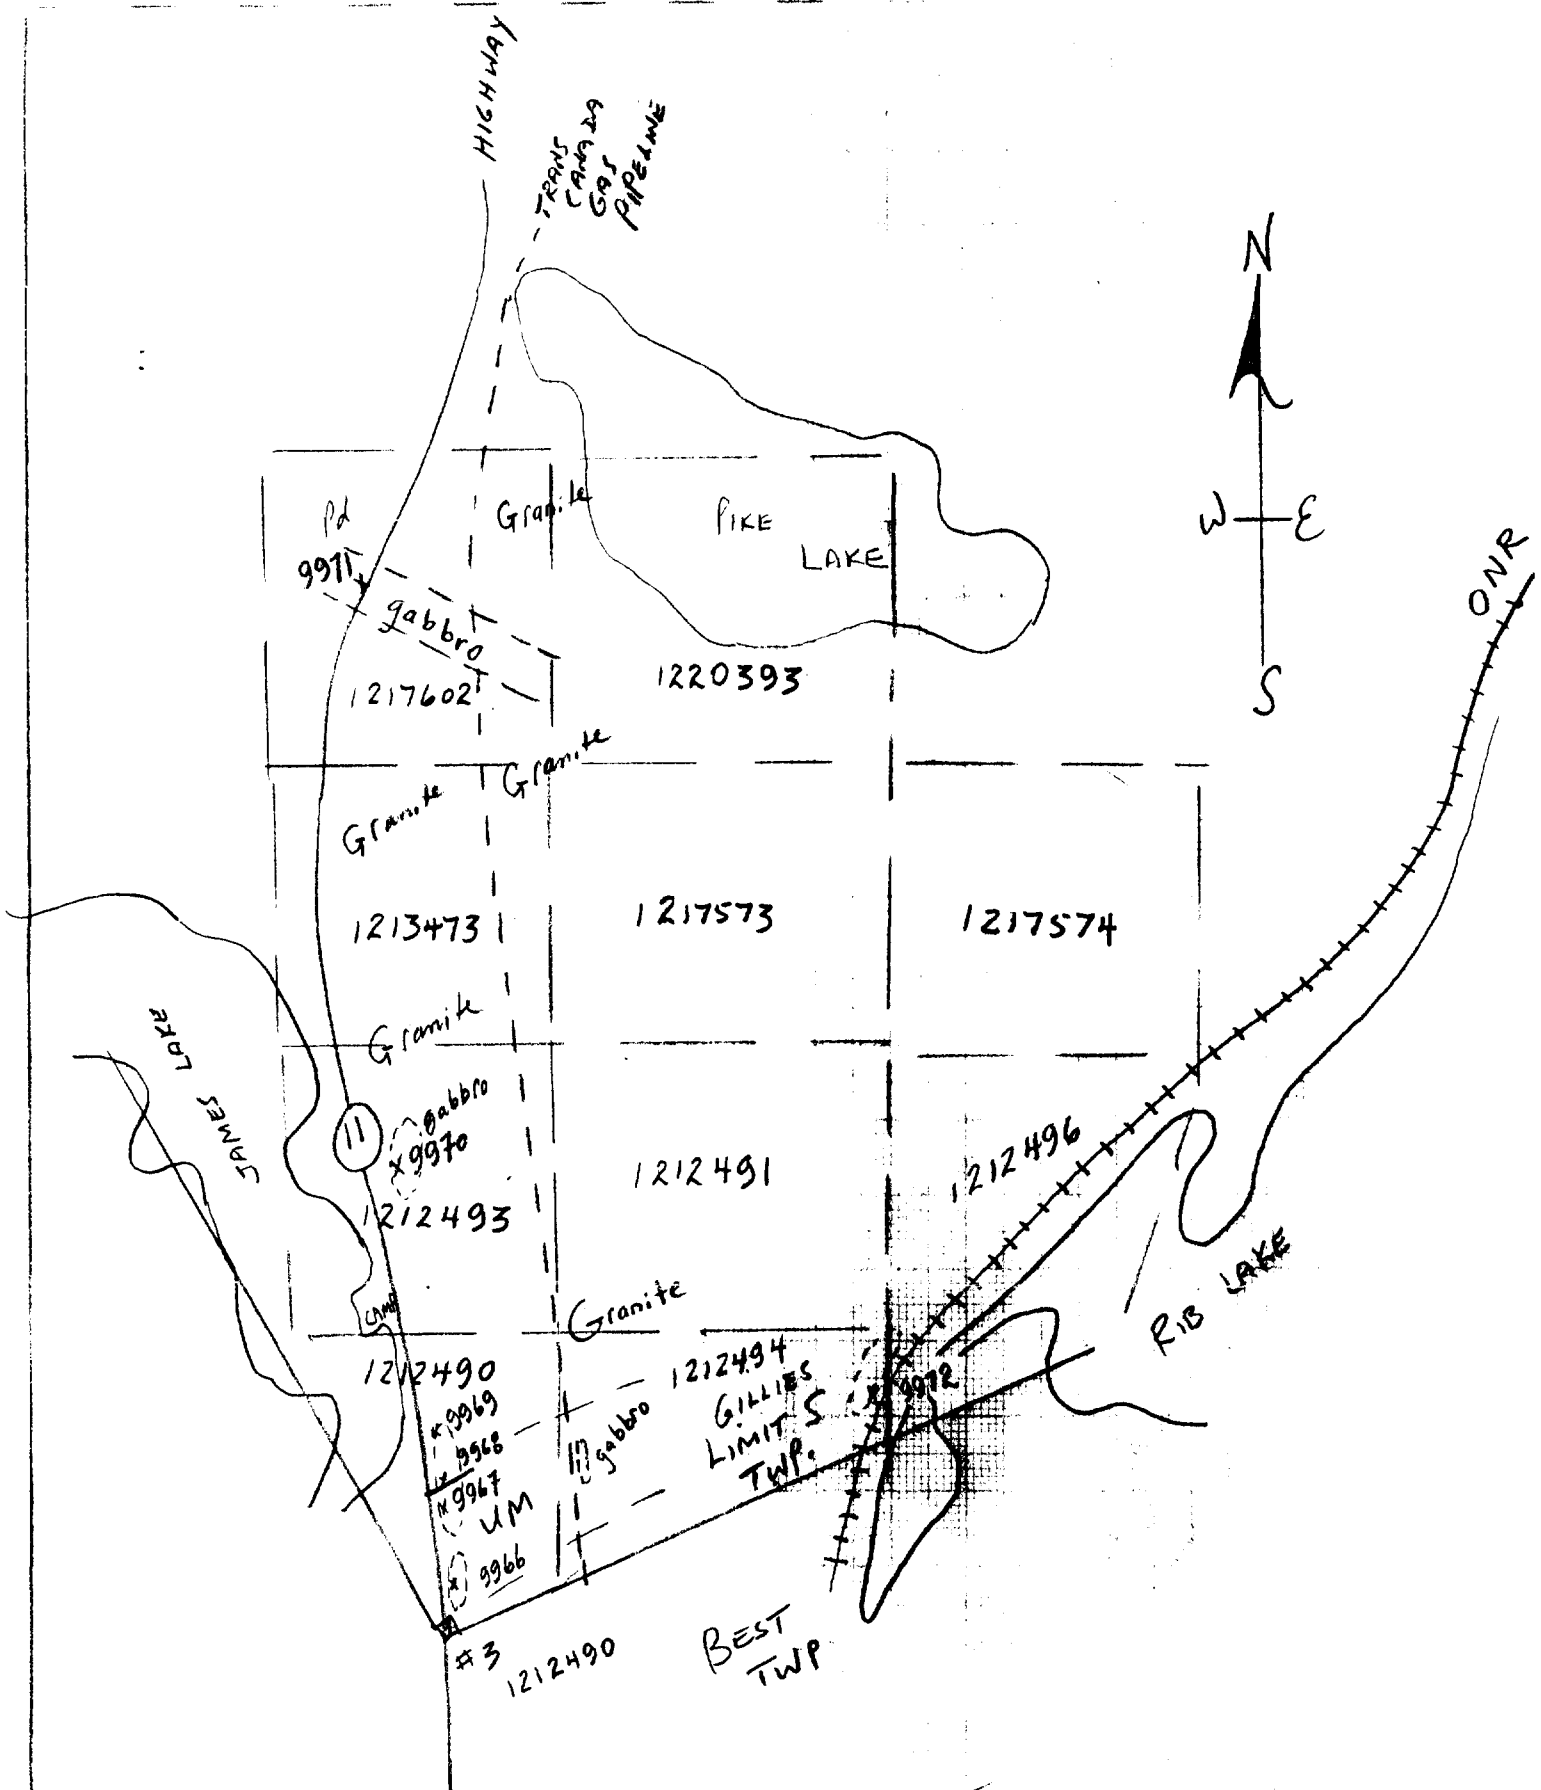 HIGHWAY
TRANS
CANADA
GAS
PIPELINE
N
W
E
S
Pd
9971
Granite
PIKE
LAKE
gabbro
1217602
1220393
ONR
Granite
Granite
1213473
1217573
1217574
Granite
JAMES LAKE
11
gabbro
x9970
1212493
1212491
1212496
RIB LAKE
CAMP
Granite
1212490
1212494
GILLIES
LIMIT S
TWP.
x9972
x9969
x9968
x9967
UM
gabbro
x 9966
#3
1212490
BEST
TWP